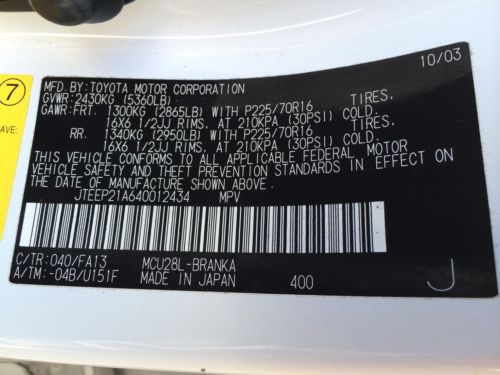 10/03
MFD.BY:TOYOTA MOTOR CORPORATION
GVWR:2430KG (5360LB)
GAWR:FRT. 1300KG (2865LB) WITH P225/70R16 TIRES,
16X6 1/2JJ RIMS, AT 210KPA (30PSI) COLD.
RR. 1340KG (2950LB) WITH P225/70R16 TIRES,
16X6 1/2JJ RIMS, AT 210KPA (30PSI) COLD.
THIS VEHICLE CONFORMS TO ALL APPLICABLE FEDERAL MOTOR
VEHICLE SAFETY AND THEFT PREVENTION STANDARDS IN EFFECT ON
THE DATE OF MANUFACTURE SHOWN ABOVE.
JTEEP21A640012434 MPV
C/TR:040/FA13 MCU28L-BRANKA
A/TM:-04B/U151F MADE IN JAPAN 400 J
7
AVE: